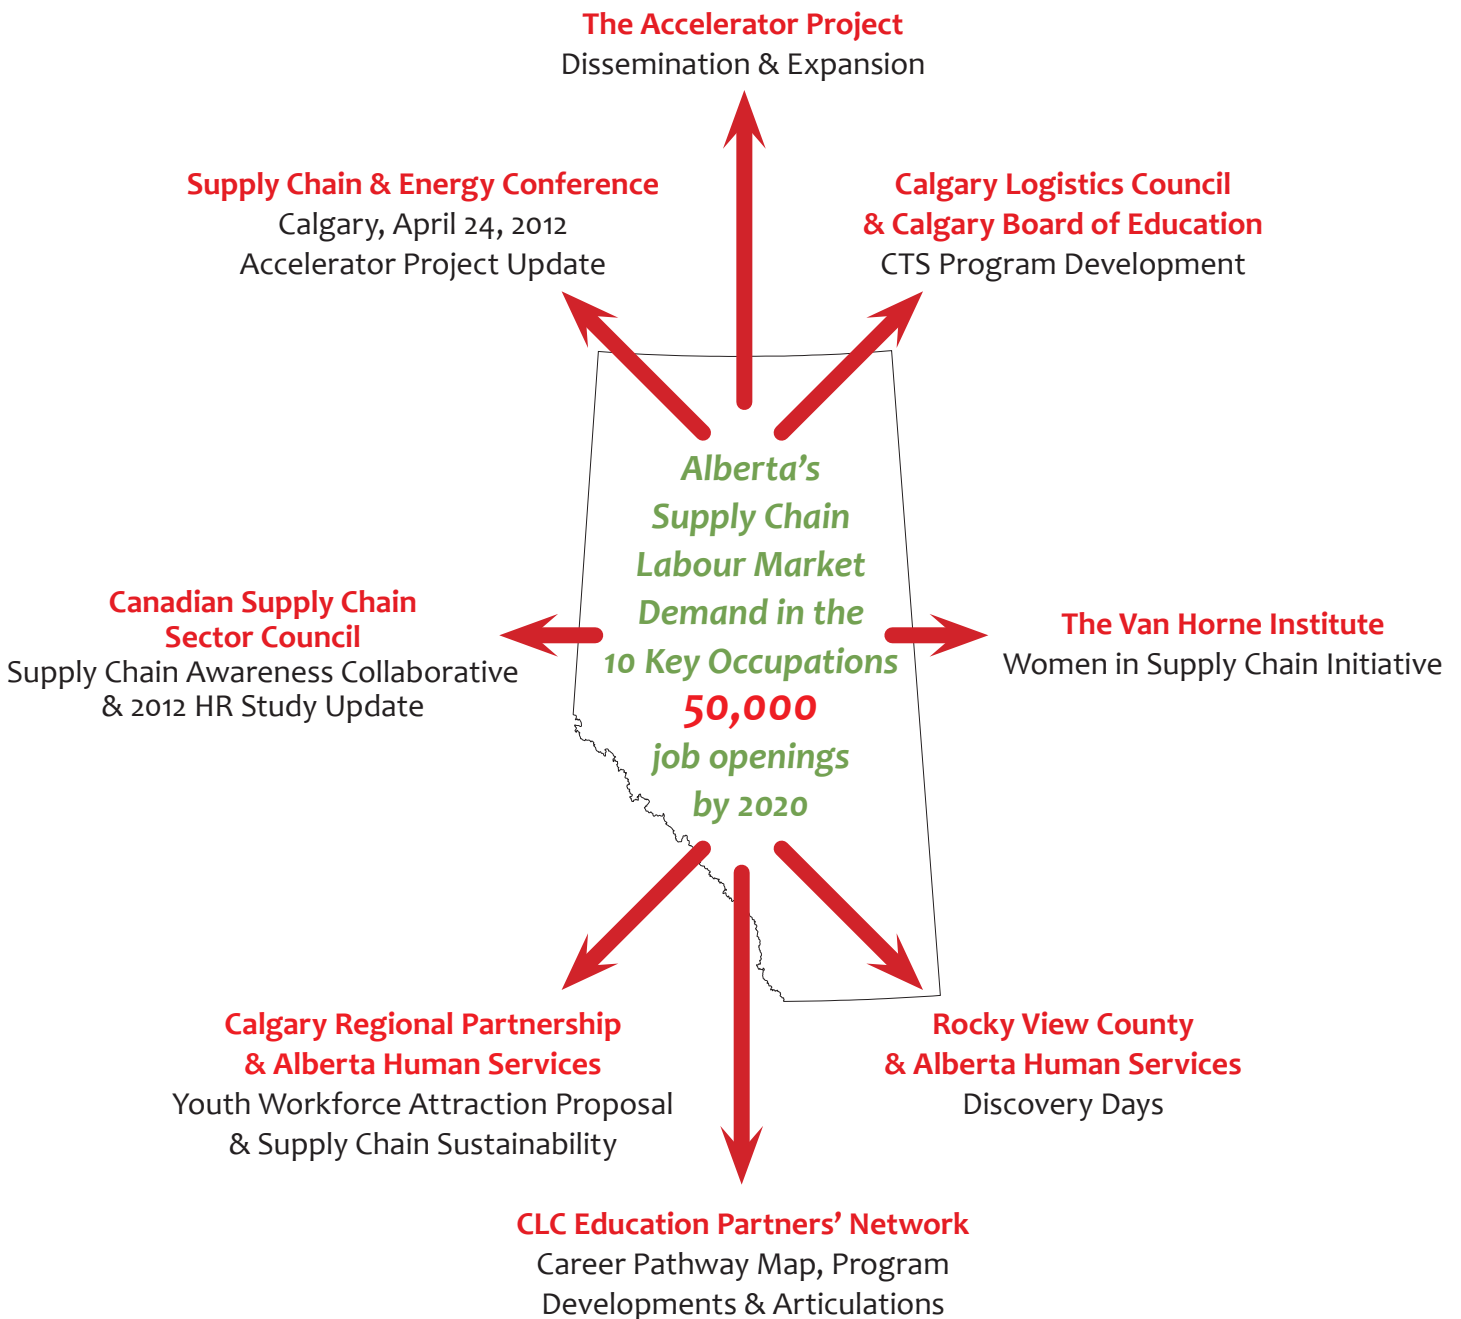 The Accelerator Project
Dissemination & Expansion
Supply Chain & Energy Conference
Calgary, April 24, 2012
Accelerator Project Update
Calgary Logistics Council
& Calgary Board of Education
CTS Program Development
Alberta’s
Supply Chain
Labour Market
Demand in the
10 Key Occupations
50,000
job openings
by 2020
Canadian Supply Chain
Sector Council
Supply Chain Awareness Collaborative
& 2012 HR Study Update
The Van Horne Institute
Women in Supply Chain Initiative
Calgary Regional Partnership
& Alberta Human Services
Youth Workforce Attraction Proposal
& Supply Chain Sustainability
Rocky View County
& Alberta Human Services
Discovery Days
CLC Education Partners’ Network
Career Pathway Map, Program
Developments & Articulations